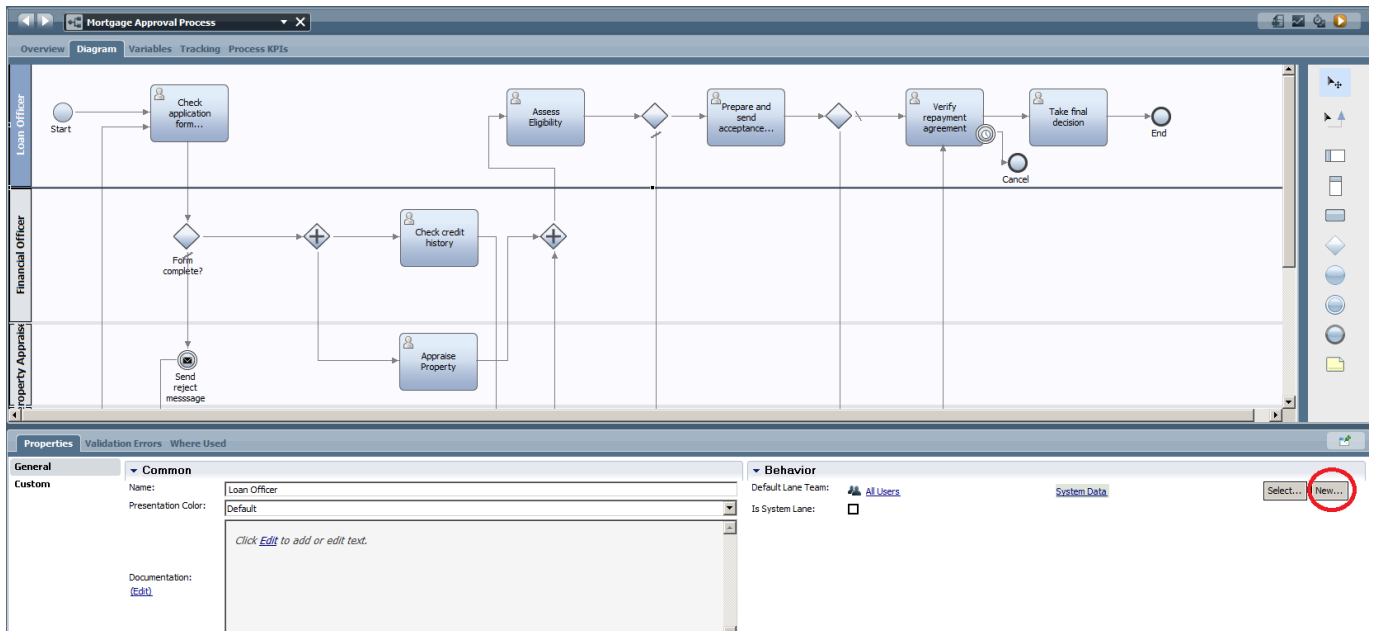 Mortgage Approval Process
Overview Diagram Variables Tracking Process KPIs
Loan Officer
Start
Check
application
form...
Assess
Eligibility
Prepare and
send
acceptance...
Verify
repayment
agreement
Take final
decision
End
Cancel
Financial Officer
Form
complete?
Check credit
history
Property Appraise
Appraise
Property
Send
reject
messsage
Properties Validation Errors Where Used
General
Custom
Common
Name: Loan Officer
Presentation Color: Default
Click Edit to add or edit text.
Documentation:
(Edit)
Behavior
Default Lane Team: All Users System Data Select... New...
Is System Lane: